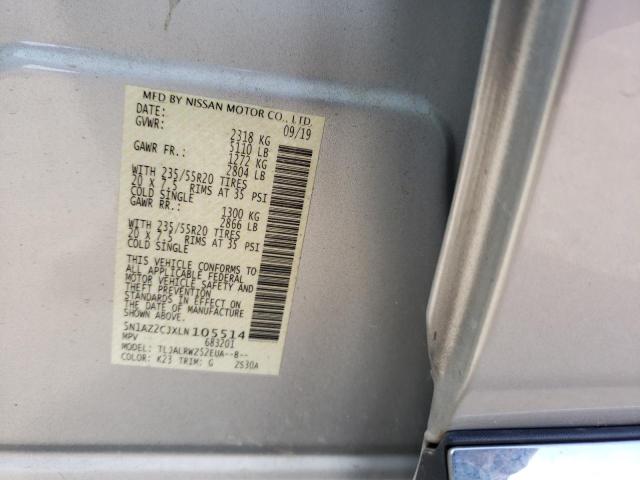 MFD BY NISSAN MOTOR CO., LTD.
DATE: 09/19
GVWR: 2318 KG
5110 LB
GAWR FR.: 1272 KG
2804 LB
WITH 235/55R20 TIRES
20 X 7.5 RIMS AT 35 PSI
COLD SINGLE
GAWR RR.: 1300 KG
2866 LB
WITH 235/55R20 TIRES
20 X 7.5 RIMS AT 35 PSI
COLD SINGLE
THIS VEHICLE CONFORMS TO
ALL APPLICABLE FEDERAL
MOTOR VEHICLE SAFETY AND
THEFT PREVENTION
STANDARDS IN EFFECT ON
THE DATE OF MANUFACTURE
SHOWN ABOVE.
5N1AZ2CJXLN105514
MPV 68320I
MODEL: TLJALRWZS2EUA--B--
COLOR: K23 TRIM: G ZS30A